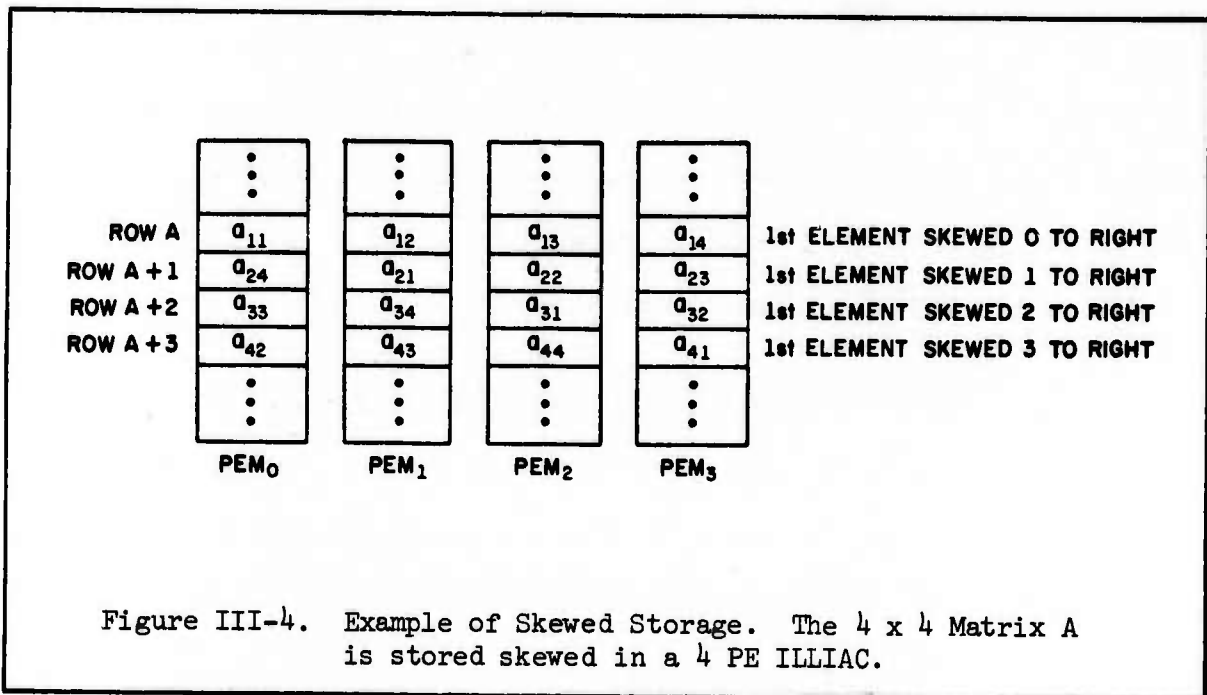 ROW A a₁₁ a₁₂ a₁₃ a₁₄ 1st ELEMENT SKEWED 0 TO RIGHT
ROW A+1 a₂₄ a₂₁ a₂₂ a₂₃ 1st ELEMENT SKEWED 1 TO RIGHT
ROW A+2 a₃₃ a₃₄ a₃₁ a₃₂ 1st ELEMENT SKEWED 2 TO RIGHT
ROW A+3 a₄₂ a₄₃ a₄₄ a₄₁ 1st ELEMENT SKEWED 3 TO RIGHT
PEM₀ PEM₁ PEM₂ PEM₃
Figure III-4. Example of Skewed Storage. The 4 x 4 Matrix A
is stored skewed in a 4 PE ILLIAC.